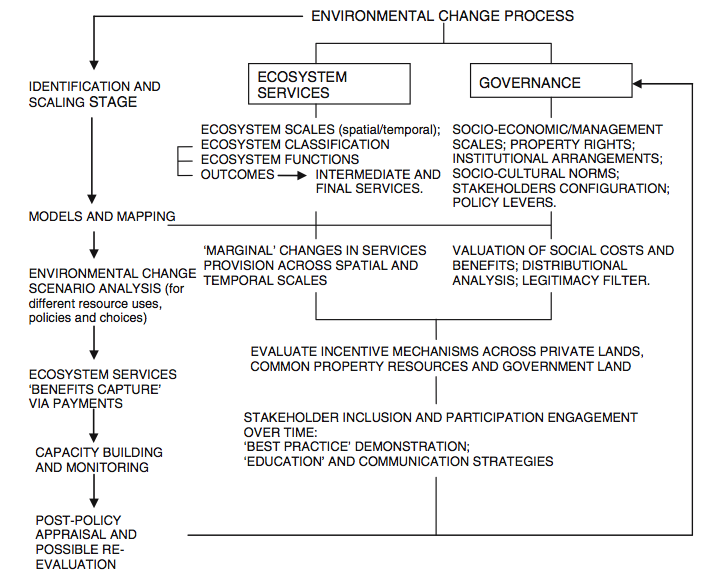 ENVIRONMENTAL CHANGE PROCESS
IDENTIFICATION AND
SCALING STAGE
ECOSYSTEM
SERVICES
GOVERNANCE
ECOSYSTEM SCALES (spatial/temporal);
ECOSYSTEM CLASSIFICATION
ECOSYSTEM FUNCTIONS
OUTCOMES
INTERMEDIATE AND
FINAL SERVICES.
SOCIO-ECONOMIC/MANAGEMENT
SCALES; PROPERTY RIGHTS;
INSTITUTIONAL ARRANGEMENTS;
SOCIO-CULTURAL NORMS;
STAKEHOLDERS CONFIGURATION;
POLICY LEVERS.
MODELS AND MAPPING
‘MARGINAL’ CHANGES IN SERVICES
PROVISION ACROSS SPATIAL AND
TEMPORAL SCALES
VALUATION OF SOCIAL COSTS AND
BENEFITS; DISTRIBUTIONAL
ANALYSIS; LEGITIMACY FILTER.
ENVIRONMENTAL CHANGE
SCENARIO ANALYSIS (for
different resource uses,
policies and choices)
EVALUATE INCENTIVE MECHANISMS ACROSS PRIVATE LANDS,
COMMON PROPERTY RESOURCES AND GOVERNMENT LAND
ECOSYSTEM SERVICES
‘BENEFITS CAPTURE’
VIA PAYMENTS
STAKEHOLDER INCLUSION AND PARTICIPATION ENGAGEMENT
OVER TIME:
‘BEST PRACTICE’ DEMONSTRATION;
‘EDUCATION’ AND COMMUNICATION STRATEGIES
CAPACITY BUILDING
AND MONITORING
POST-POLICY
APPRAISAL AND
POSSIBLE RE-
EVALUATION